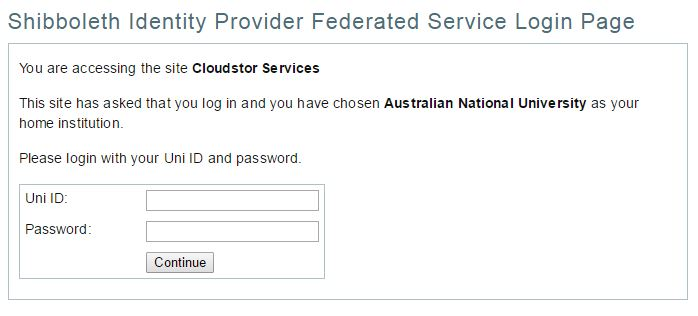 Shibboleth Identity Provider Federated Service Login Page
You are accessing the site Cloudstor Services
This site has asked that you log in and you have chosen Australian National University as your
home institution.
Please login with your Uni ID and password.
Uni ID:
Password:
Continue